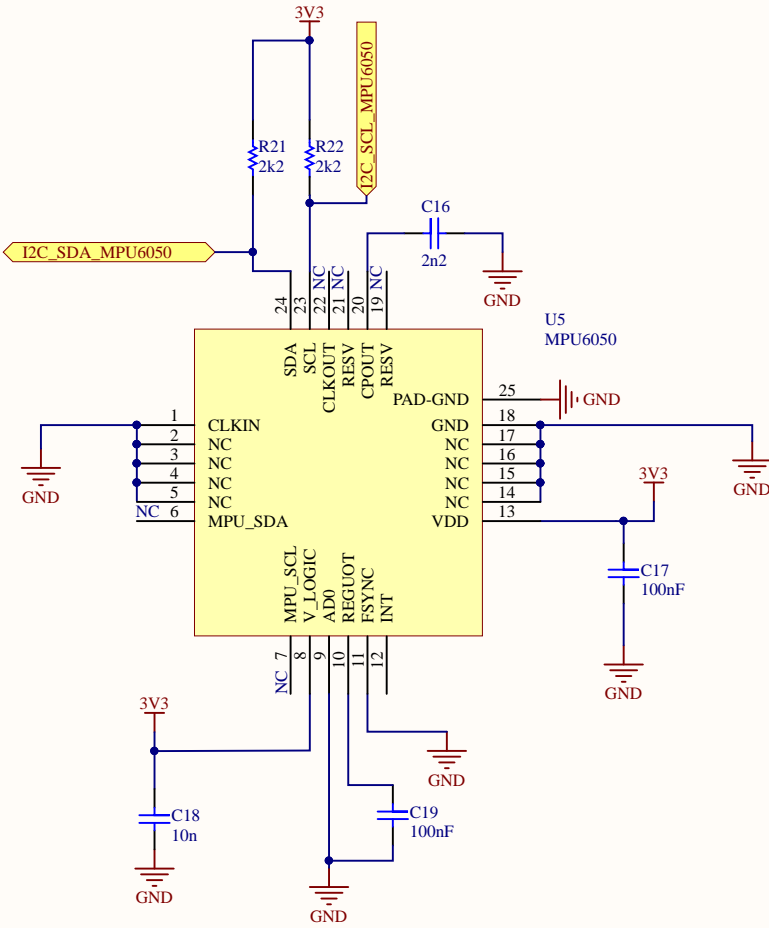 3V3
I2C_SCL_MPU6050
R21
2k2
R22
2k2
C16
2n2
I2C_SDA_MPU6050
GND
24
23
22
21
20
19
NC
NC
NC
SDA
SCL
CLKOUT
RESV
CPOUT
RESV
U5
MPU6050
PAD-GND
25
GND
1
CLKIN
2
NC
3
NC
4
NC
5
NC
NC
6
MPU_SDA
GND
GND
18
NC
17
NC
16
NC
15
NC
14
VDD
13
GND
3V3
C17
100nF
GND
MPU_SCL
V_LOGIC
AD0
REGUOT
FSYNC
INT
NC
7
8
9
10
11
12
3V3
C18
10n
GND
GND
C19
100nF
GND